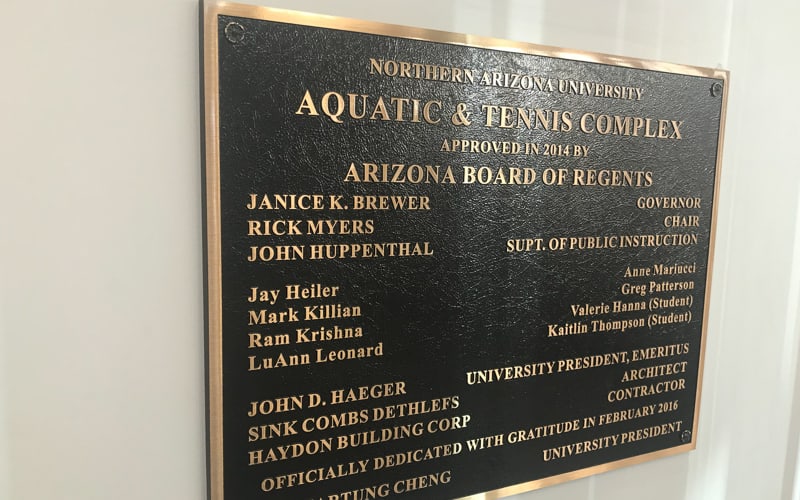 NORTHERN ARIZONA UNIVERSITY
AQUATIC & TENNIS COMPLEX
APPROVED IN 2014 BY
ARIZONA BOARD OF REGENTS
JANICE K. BREWER GOVERNOR
RICK MYERS CHAIR
JOHN HUPPENTHAL SUPT. OF PUBLIC INSTRUCTION
Jay Heiler Anne Mariucci
Mark Killian Greg Patterson
Ram Krishna Valerie Hanna (Student)
LuAnn Leonard Kaitlin Thompson (Student)
JOHN D. HAEGER UNIVERSITY PRESIDENT, EMERITUS
SINK COMBS DETHLEFS ARCHITECT
HAYDON BUILDING CORP CONTRACTOR
OFFICIALLY DEDICATED WITH GRATITUDE IN FEBRUARY 2016
CHENG UNIVERSITY PRESIDENT